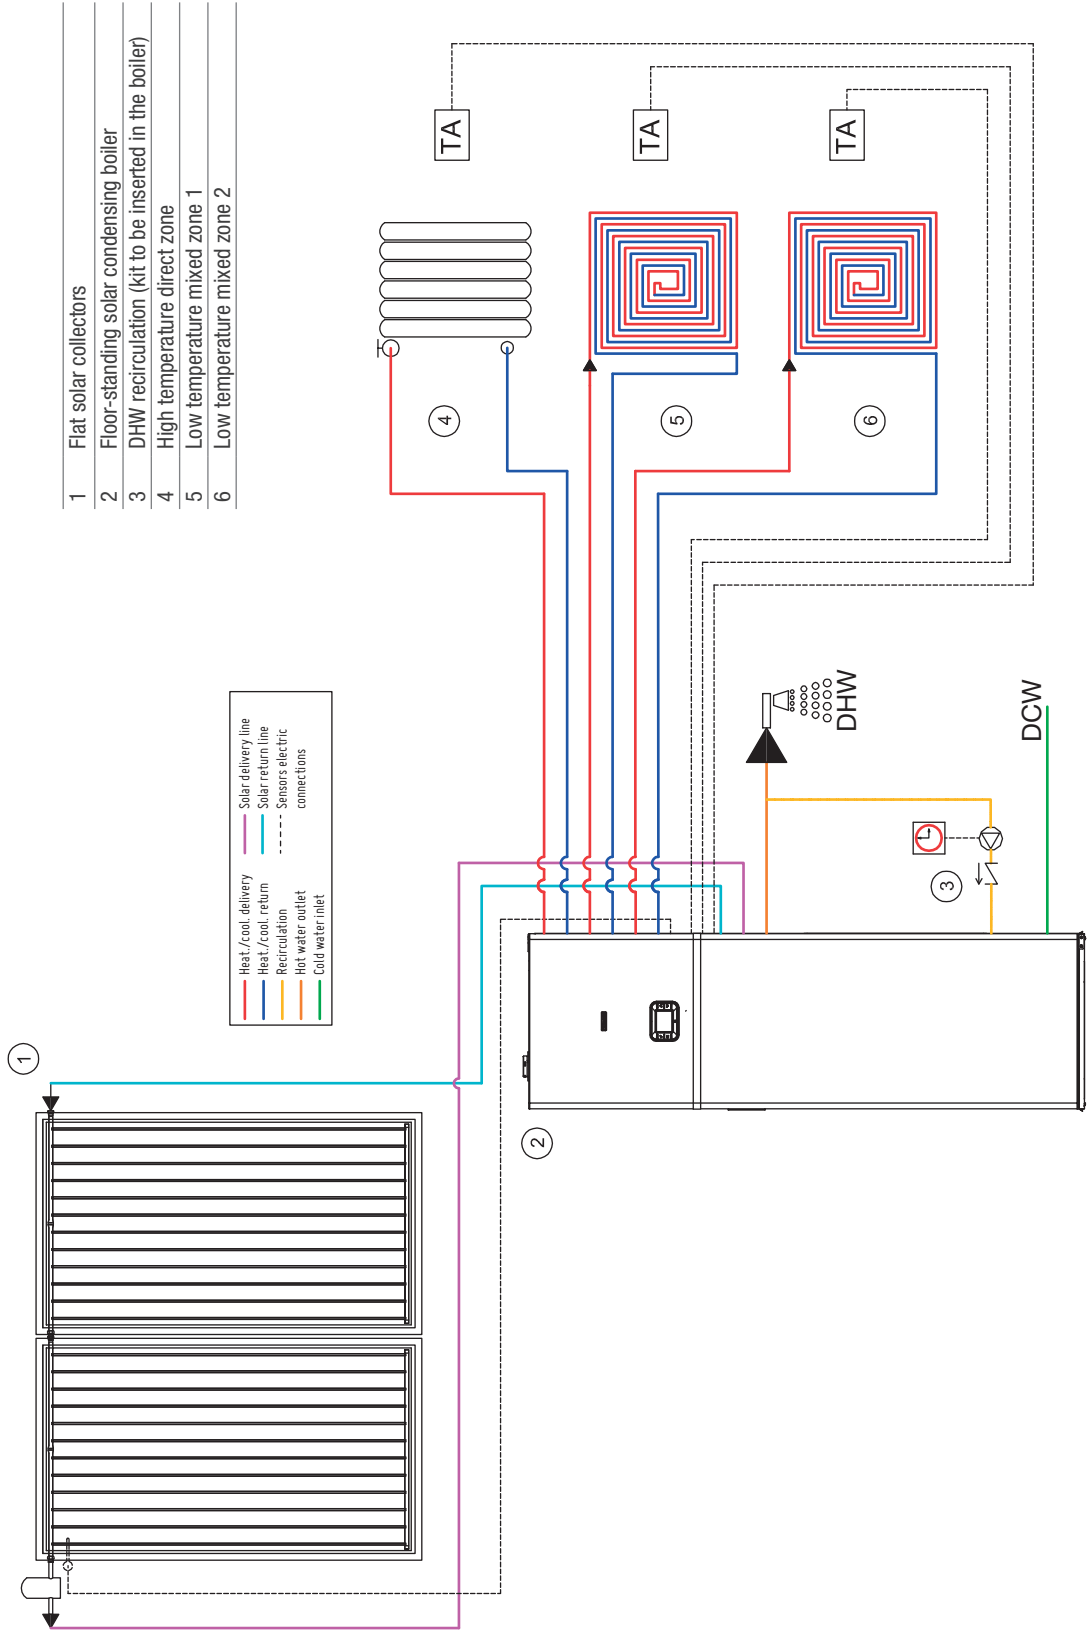 1 Flat solar collectors
2 Floor-standing solar condensing boiler
3 DHW recirculation (kit to be inserted in the boiler)
4 High temperature direct zone
5 Low temperature mixed zone 1
6 Low temperature mixed zone 2
Heat./cool. delivery
Heat./cool. return
Recirculation
Hot water outlet
Cold water inlet
Solar delivery line
Solar return line
Sensors electric
connections
1
2
3
4
5
6
TA
TA
TA
DHW
DCW